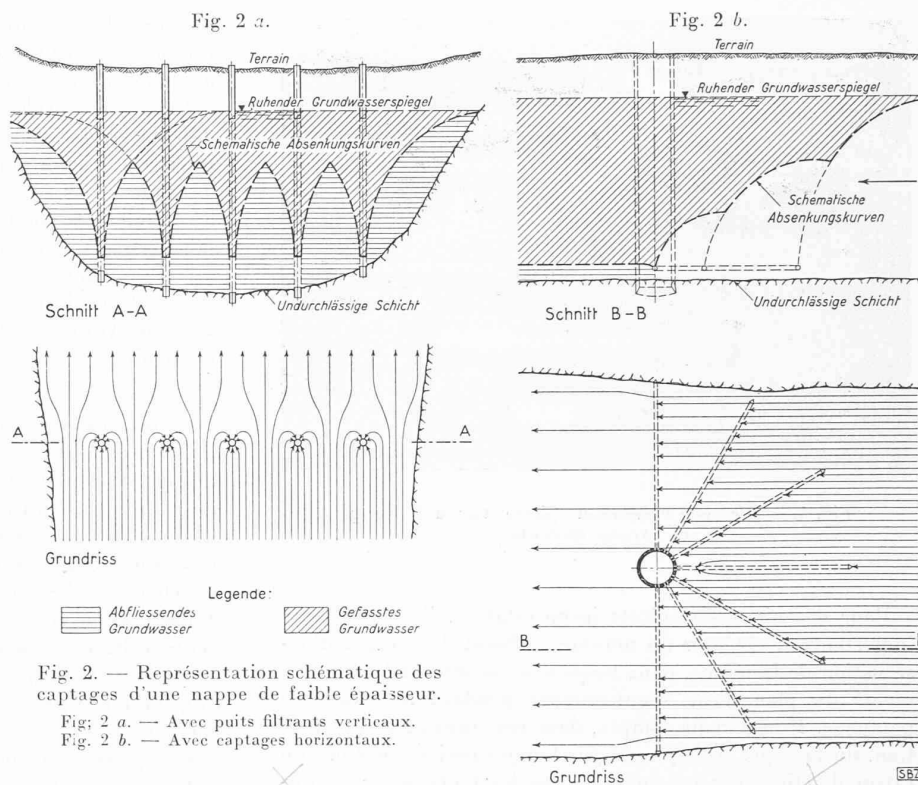 Fig. 2 a.
Terrain
Ruhender Grundwasserspiegel
Schematische Absenkungskurven
Undurchlässige Schicht
Schnitt A-A
A
A
Grundriss
Legende:
Abfliessendes
Grundwasser
Gefasstes
Grundwasser
Fig. 2. — Représentation schématique des
captages d'une nappe de faible épaisseur.
Fig; 2 a. — Avec puits filtrants verticaux.
Fig. 2 b. — Avec captages horizontaux.
Fig. 2 b.
Terrain
Ruhender Grundwasserspiegel
Schematische
Absenkungskurven
Undurchlässige Schicht
Schnitt B-B
B
Grundriss
SBZ